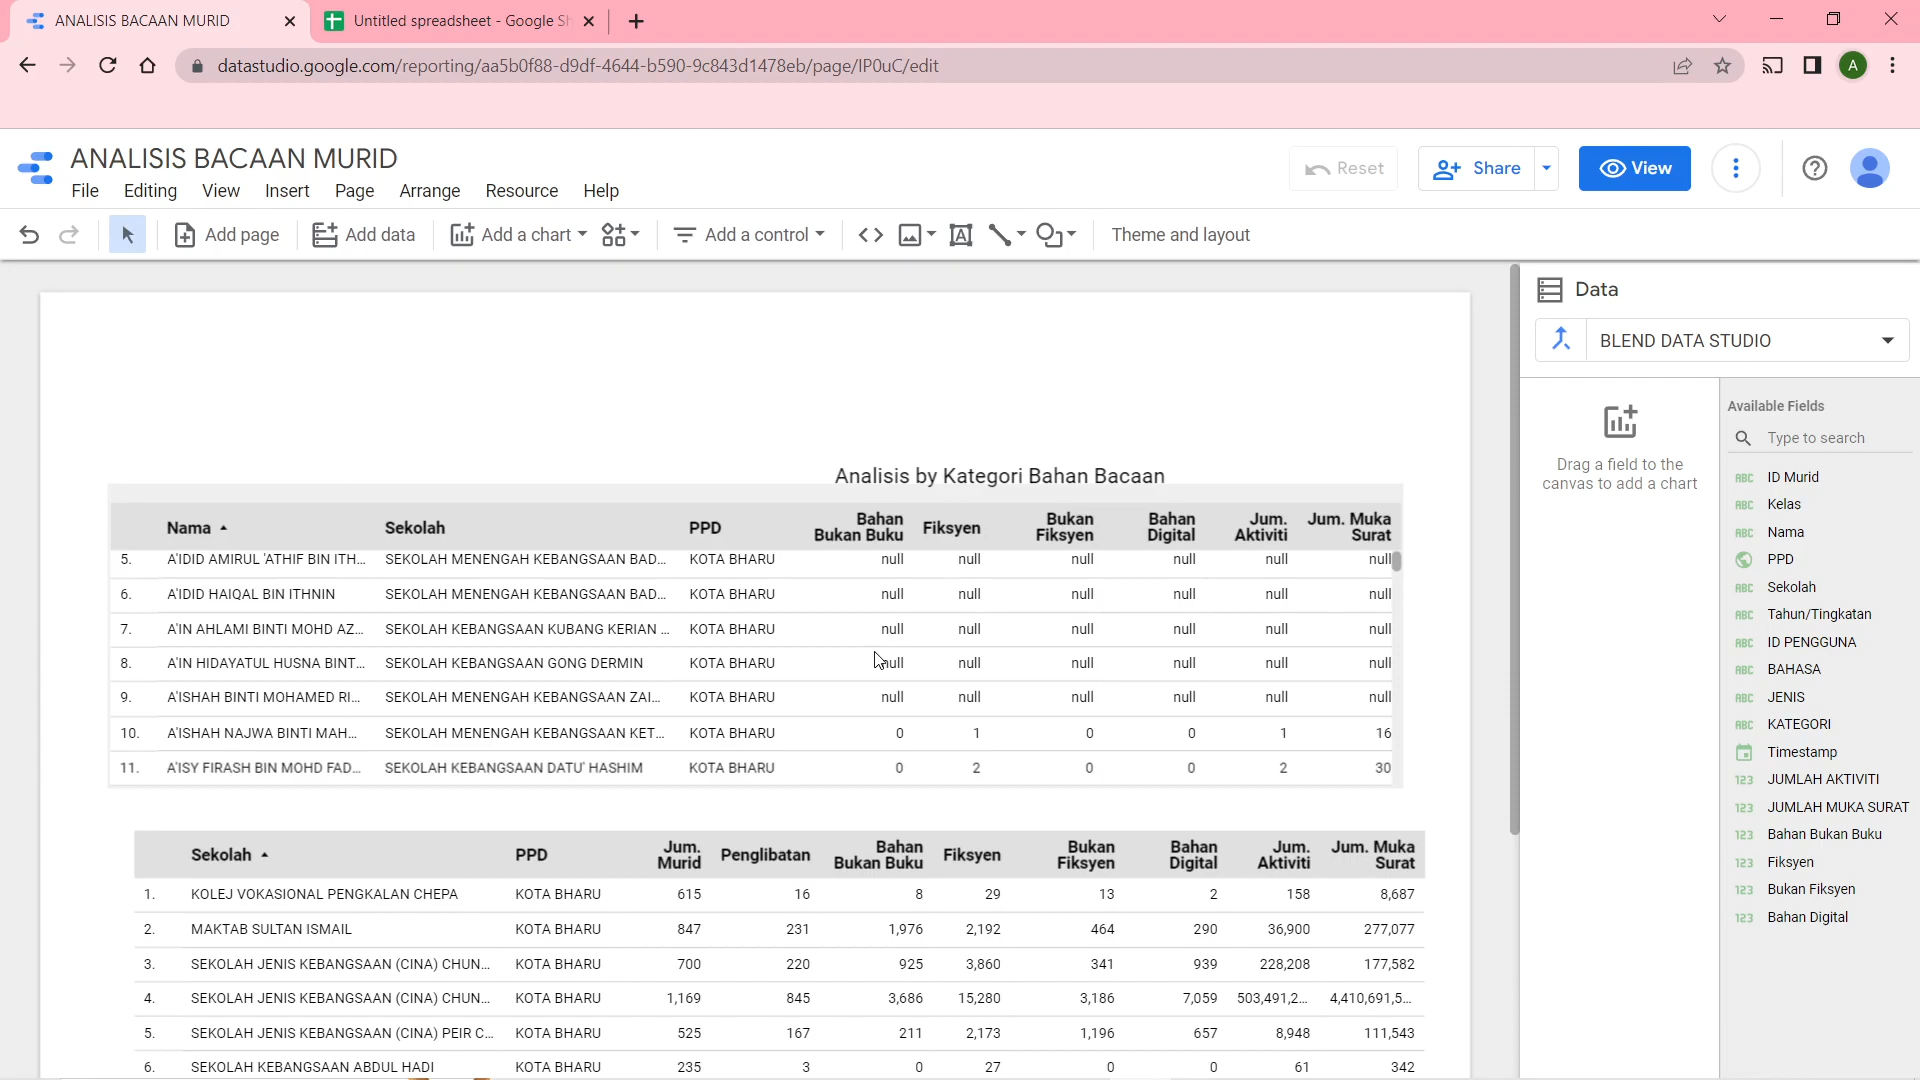 ANALISIS BACAAN MURID
Untitled spreadsheet - Google Sh
datastudio.google.com/reporting/aa5b0f88-d9df-4644-b590-9c843d1478eb/page/IP0uC/edit
A
ANALISIS BACAAN MURID
File Editing View Insert Page Arrange Resource Help
Reset
Share
View
Add page
Add data
Add a chart
Add a control
Theme and layout
Analisis by Kategori Bahan Bacaan
Nama Sekolah PPD Bahan Bukan Buku Fiksyen Bukan Fiksyen Bahan Digital Jum. Aktiviti Jum. Muka Surat
5. A'IDID AMIRUL 'ATHIF BIN ITH... SEKOLAH MENENGAH KEBANGSAAN BAD... KOTA BHARU null null null null null null
6. A'IDID HAIQAL BIN ITHNIN SEKOLAH MENENGAH KEBANGSAAN BAD... KOTA BHARU null null null null null null
7. A'IN AHLAMI BINTI MOHD AZ... SEKOLAH KEBANGSAAN KUBANG KERIAN ... KOTA BHARU null null null null null null
8. A'IN HIDAYATUL HUSNA BINT... SEKOLAH KEBANGSAAN GONG DERMIN KOTA BHARU null null null null null null
9. A'ISHAH BINTI MOHAMED RI... SEKOLAH MENENGAH KEBANGSAAN ZAI... KOTA BHARU null null null null null null
10. A'ISHAH NAJWA BINTI MAH... SEKOLAH MENENGAH KEBANGSAAN KET... KOTA BHARU 0 1 0 0 1 16
11. A'ISY FIRASH BIN MOHD FAD... SEKOLAH KEBANGSAAN DATU' HASHIM KOTA BHARU 0 2 0 0 2 30
Sekolah PPD Jum. Murid Penglibatan Bahan Bukan Buku Fiksyen Bukan Fiksyen Bahan Digital Jum. Aktiviti Jum. Muka Surat
1. KOLEJ VOKASIONAL PENGKALAN CHEPA KOTA BHARU 615 16 8 29 13 2 158 8,687
2. MAKTAB SULTAN ISMAIL KOTA BHARU 847 231 1,976 2,192 464 290 36,900 277,077
3. SEKOLAH JENIS KEBANGSAAN (CINA) CHUN... KOTA BHARU 700 220 925 3,860 341 939 228,208 177,582
4. SEKOLAH JENIS KEBANGSAAN (CINA) CHUN... KOTA BHARU 1,169 845 3,686 15,280 3,186 7,059 503,491,2... 4,410,691,5...
5. SEKOLAH JENIS KEBANGSAAN (CINA) PEIR C... KOTA BHARU 525 167 211 2,173 1,196 657 8,948 111,543
6. SEKOLAH KEBANGSAAN ABDUL HADI KOTA BHARU 235 3 0 27 0 0 61 342
Data
BLEND DATA STUDIO
Drag a field to the
canvas to add a chart
Available Fields
Type to search
ABC ID Murid
ABC Kelas
ABC Nama
PPD
ABC Sekolah
ABC Tahun/Tingkatan
ABC ID PENGGUNA
ABC BAHASA
ABC JENIS
ABC KATEGORI
Timestamp
123 JUMLAH AKTIVITI
123 JUMLAH MUKA SURAT
123 Bahan Bukan Buku
123 Fiksyen
123 Bukan Fiksyen
123 Bahan Digital